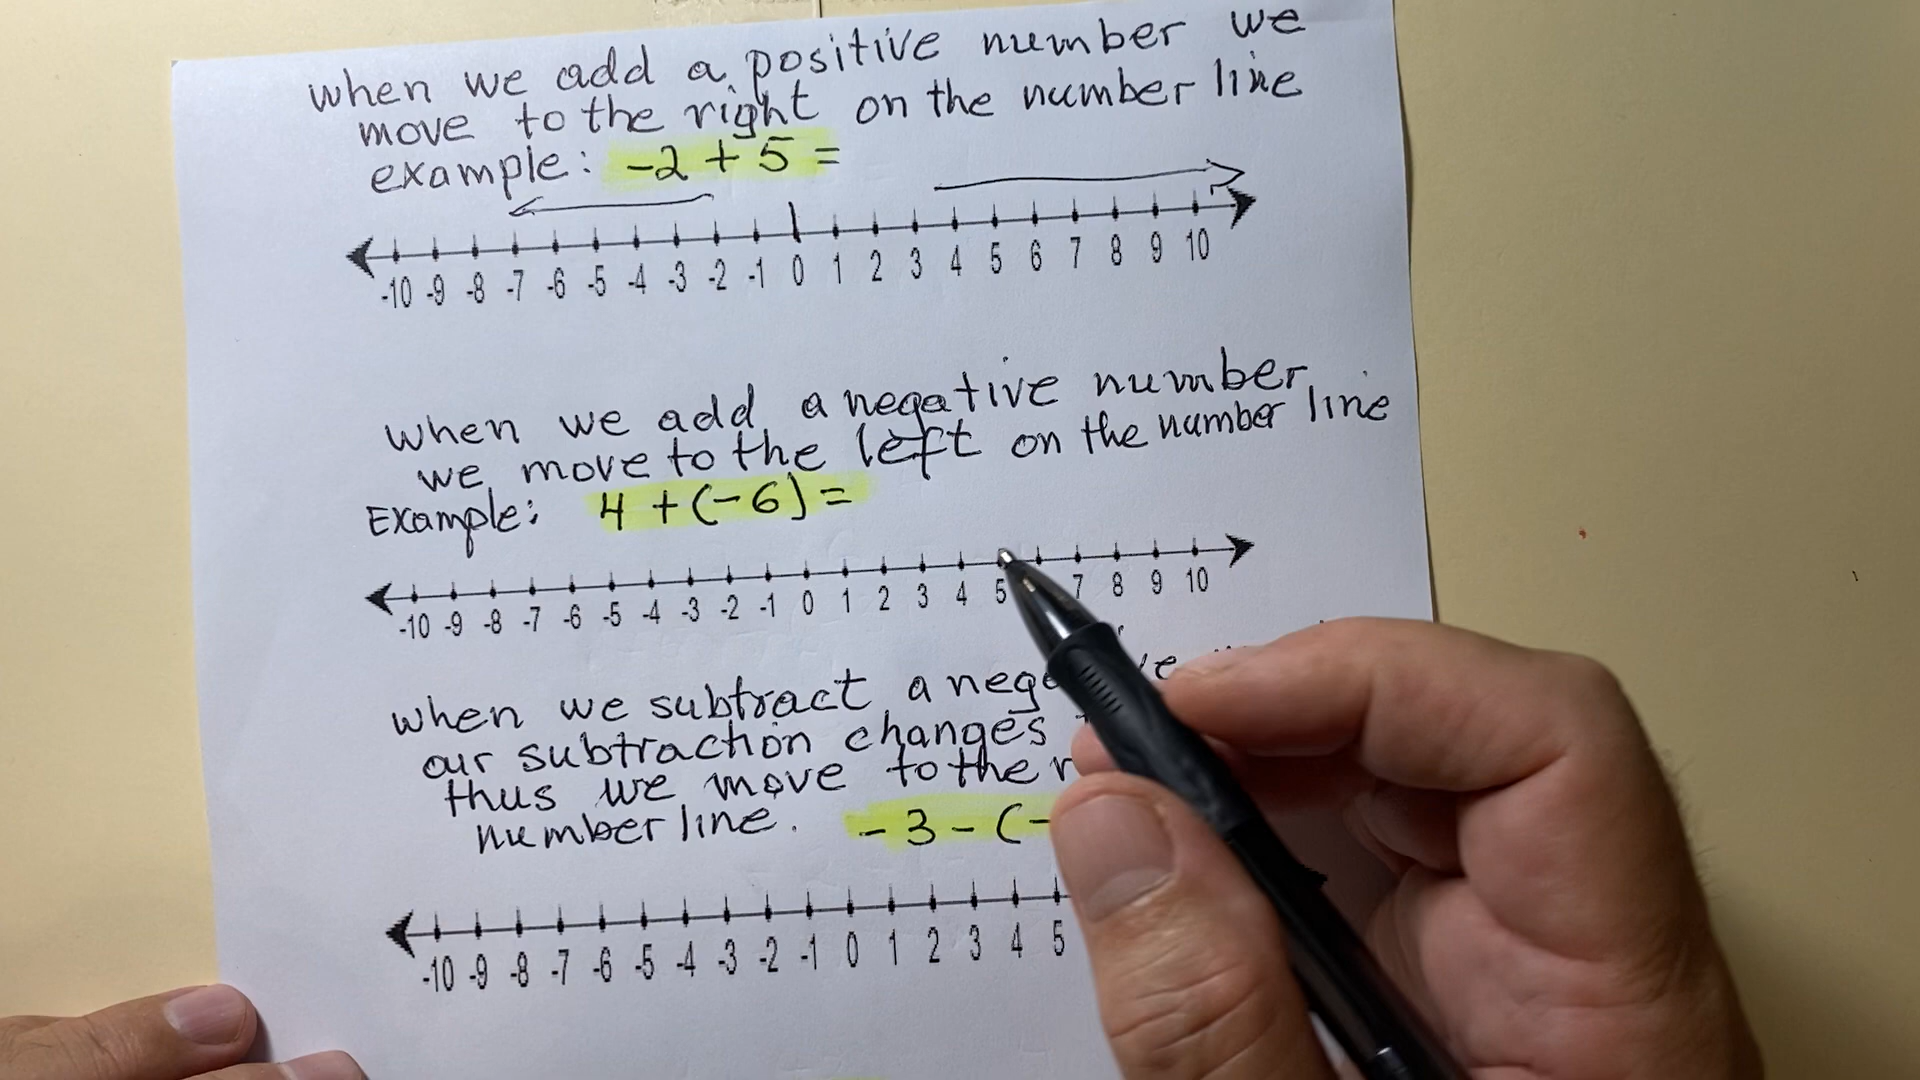 when we add a positive number we
move to the right on the number line
example: -2 + 5 =
-10 -9 -8 -7 -6 -5 -4 -3 -2 -1 0 1 2 3 4 5 6 7 8 9 10
when we add a negative number
we move to the left on the number line
Example: 4 + (-6) =
-10 -9 -8 -7 -6 -5 -4 -3 -2 -1 0 1 2 3 4 5 7 8 9 10
when we subtract a
our subtraction changes
thus we move to the
number line. -3 - (-
-10 -9 -8 -7 -6 -5 -4 -3 -2 -1 0 1 2 3 4 5